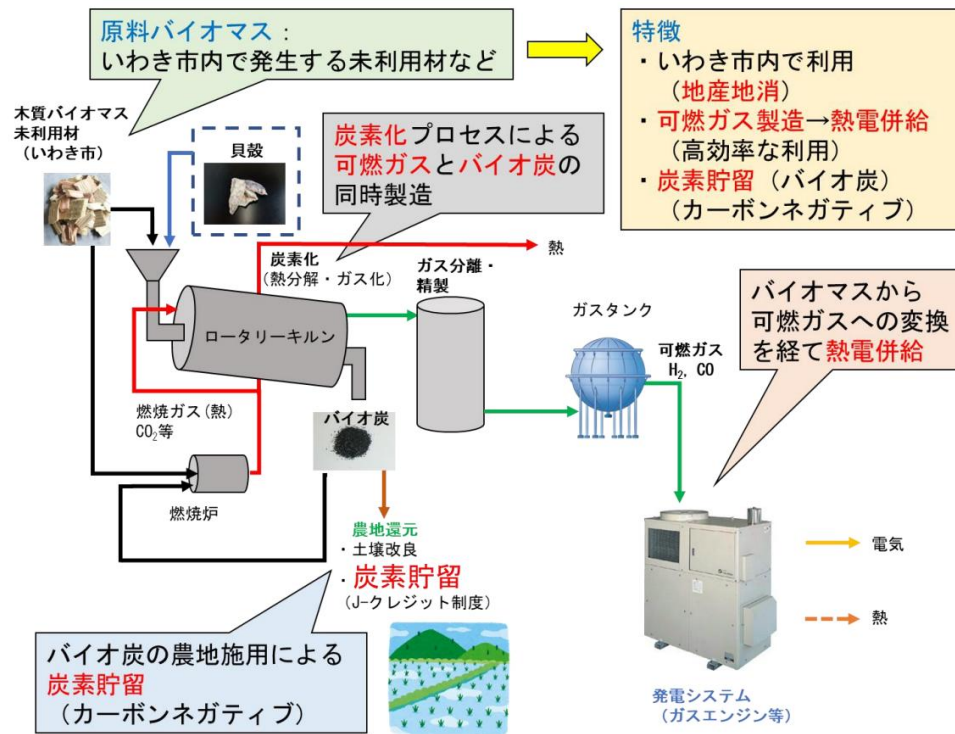 原料バイオマス：
いわき市内で発生する未利用材など
特徴
・いわき市内で利用
（地産地消）
・可燃ガス製造→熱電併給
（高効率な利用）
・炭素貯留（バイオ炭）
（カーボンネガティブ）
木質バイオマス
未利用材
（いわき市）
貝殻
炭素化プロセスによる
可燃ガスとバイオ炭の
同時製造
熱
炭素化
（熱分解・ガス化）
ガス分離・
精製
ロータリーキルン
ガスタンク
可燃ガス
H₂, CO
バイオマスから
可燃ガスへの変換
を経て熱電併給
燃焼ガス(熱)
CO₂等
バイオ炭
燃焼炉
農地還元
・土壌改良
・炭素貯留
（J-クレジット制度）
電気
熱
バイオ炭の農地施用による
炭素貯留
（カーボンネガティブ）
発電システム
（ガスエンジン等）